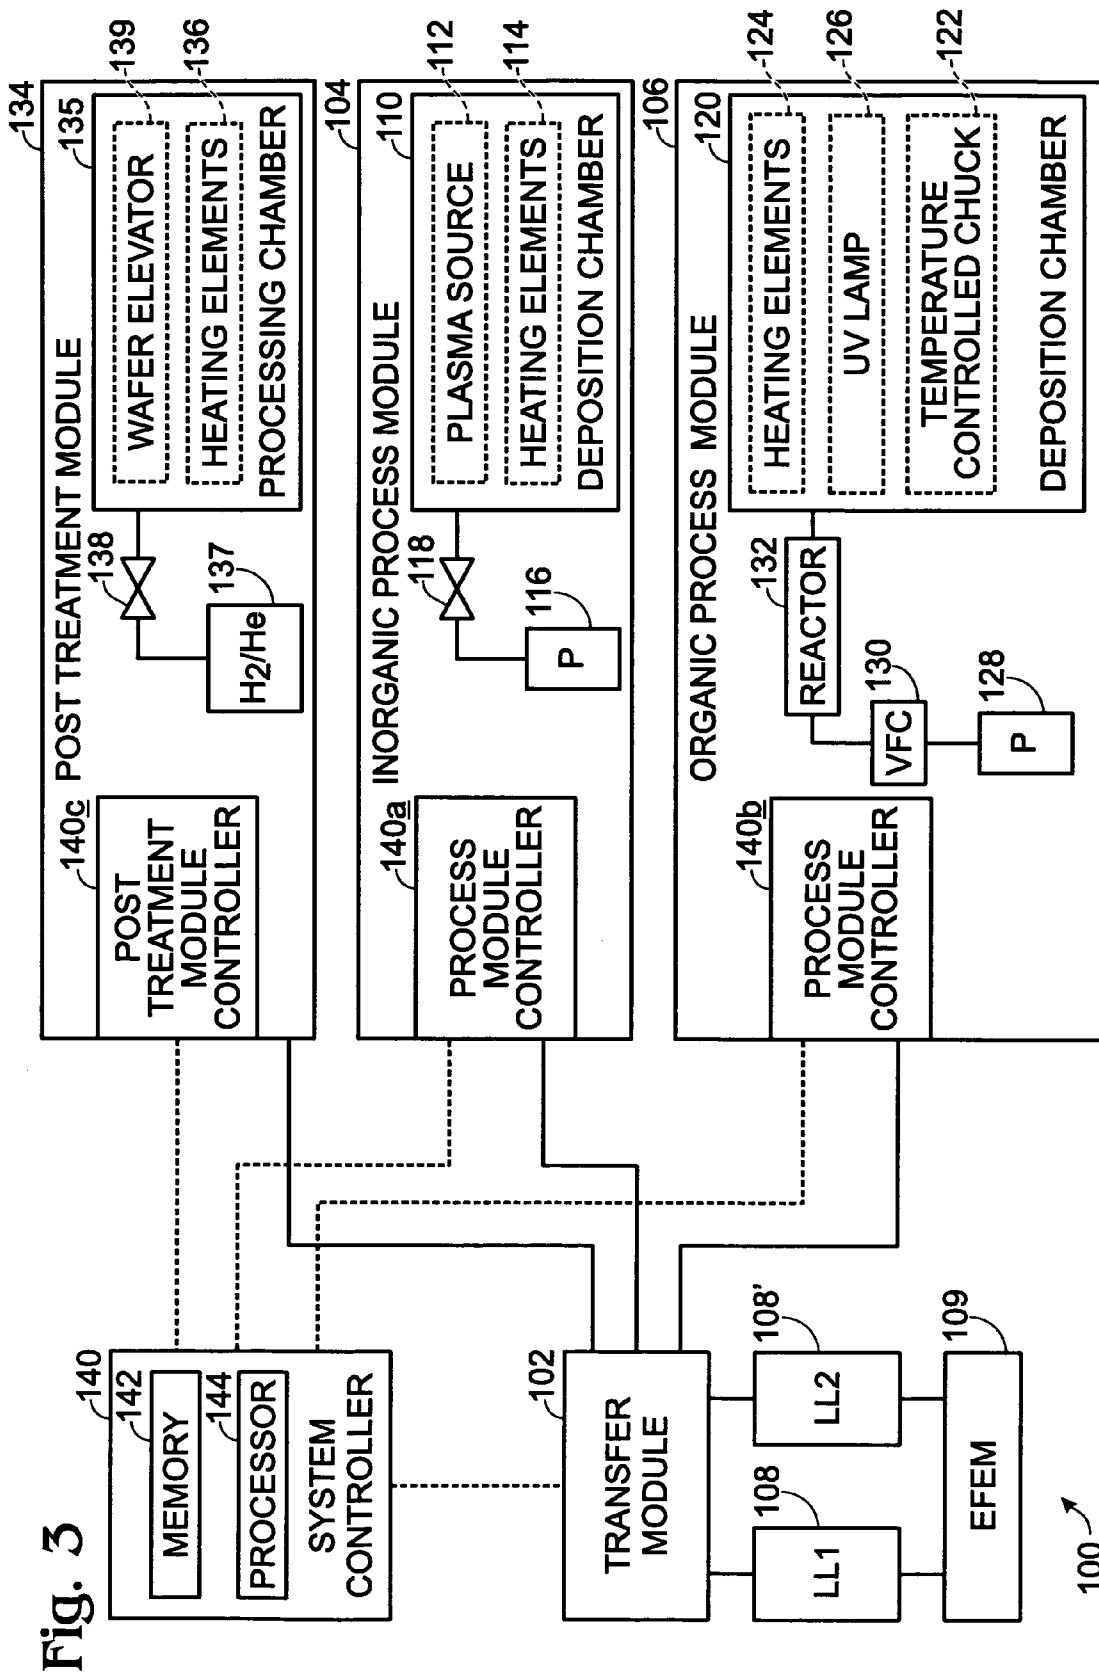 Fig. 3
140
142
MEMORY
144
PROCESSOR
SYSTEM
CONTROLLER
102
TRANSFER
MODULE
108
LL1
108'
LL2
109
EFEM
100
134
POST TREATMENT MODULE
140c
POST
TREATMENT
MODULE
CONTROLLER
138
137
H2/He
135
WAFER ELEVATOR
139
HEATING ELEMENTS
136
PROCESSING CHAMBER
104
INORGANIC PROCESS MODULE
140a
PROCESS
MODULE
CONTROLLER
118
116
P
110
PLASMA SOURCE
112
HEATING ELEMENTS
114
DEPOSITION CHAMBER
106
ORGANIC PROCESS MODULE
140b
PROCESS
MODULE
CONTROLLER
132
REACTOR
130
VFC
128
P
120
HEATING ELEMENTS
124
UV LAMP
126
TEMPERATURE
CONTROLLED CHUCK
122
DEPOSITION CHAMBER